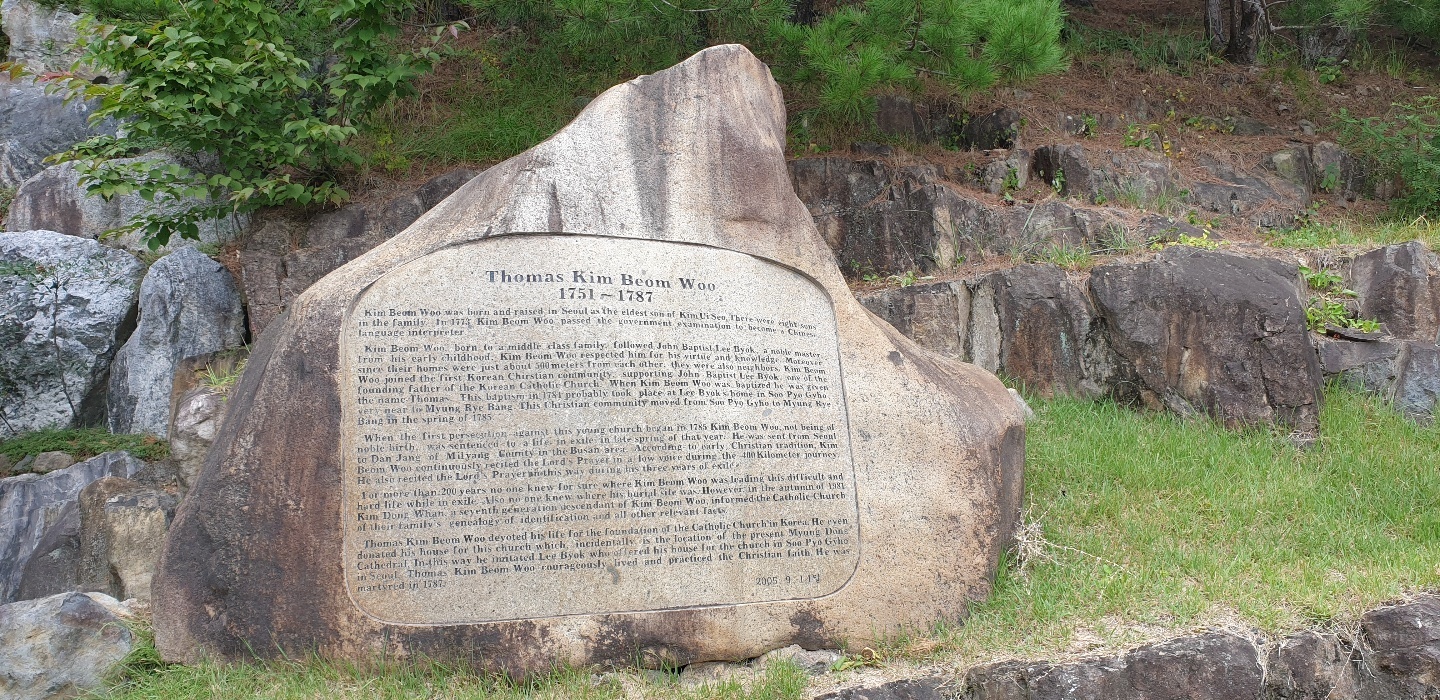 Thomas Kim Beom Woo
1751~1787
Kim Beom Woo was born and raised in Seoul as the eldest son of Kim Ui Seo. There were eight sons
in the family. In 1773 Kim Beom Woo passed the government examination to become a Chinese
language interpreter.
Kim Beom Woo, born to a middle class family, followed John Baptist Lee Byok, a noble master,
from his early childhood. Kim Beom Woo respected him for his virtue and knowledge. Moreover
since their homes were just about 500meters from each other, they were also neighbors. Kim Beom
Woo joined the first Korean Chirstian community, supporting John Baptist Lee Byok, one of the
founding father of the Korean Catholic Church. When Kim Beom Woo was baptized he was given
the name Thomas. This baptism in 1784 probably took place at Lee Byok's home in Soo Pyo Gyho
very near to Myung Rye Bang. This Christian community moved from Soo Pyo Gyho to Myung Rye
Bang in the spring of 1785.
When the first persecution against this young church began in 1785 Kim Beom Woo, not being of
noble birth, was sentenced to a life in exile in late spring of that year. He was sent from Seoul
to Dan Jang of Milyang County in the Busan area. According to early Christian tradition, Kim
Beom Woo continuously recited the Lord's Prayer in a low voice during the 400Kilometer journey.
He also recited the Lord's Prayer in this way during his three years of exile.
For more than 200 years no one knew for sure where Kim Beom Woo was leading this difficult and
hard life while in exile. Also no one knew where his burial site was. However, in the autumn of 1981
Kim Dong Whan, a seventh generation descendant of Kim Beom Woo, informed the Catholic Church
of their family's genealogy of identification and all other relevant facts.
Thomas Kim Beom Woo devoted his life for the foundation of the Catholic Church in Korea. He even
donated his house for this church which, incidentally, is the location of the present Myung Dong
Cathedral. In this way he imitated Lee Byok who offered his house for the church in Soo Pyo Gyho
in Seoul. Thomas Kim Beom Woo courageously lived and practiced the Christian faith. He was
martyred in 1787.
2005. 9. 14일